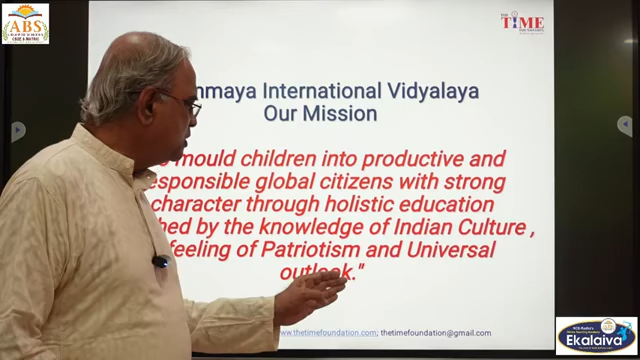 ABS
THE
TIME
FOUNDATION
nmaya International Vidyalaya
Our Mission
mould children into productive and
esponsible global citizens with strong
character through holistic education
hed by the knowledge of Indian Culture ,
feeling of Patriotism and Universal
outlook."
www.thetimefoundation.com; thetimefoundation@gmail.com
Ekalaiva